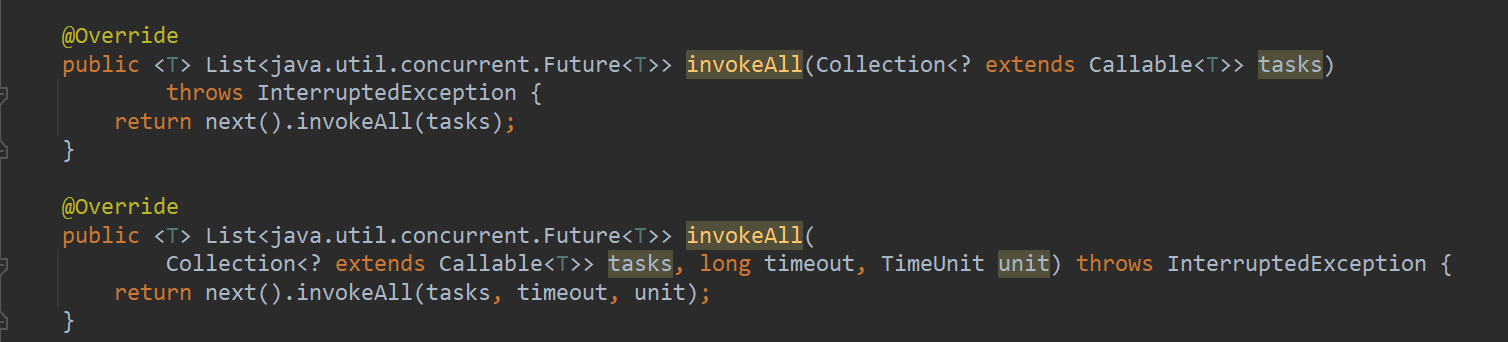 @Override
public <T> List<java.util.concurrent.Future<T>> invokeAll(Collection<? extends Callable<T>> tasks)
throws InterruptedException {
return next().invokeAll(tasks);
}
@Override
public <T> List<java.util.concurrent.Future<T>> invokeAll(
Collection<? extends Callable<T>> tasks, long timeout, TimeUnit unit) throws InterruptedException {
return next().invokeAll(tasks, timeout, unit);
}